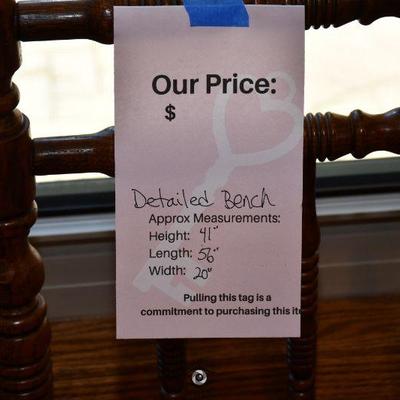 Our Price:
$
Detailed Bench
Approx Measurements:
Height: 41"
Length: 56"
Width: 20"
Pulling this tag is a
commitment to purchasing this ite